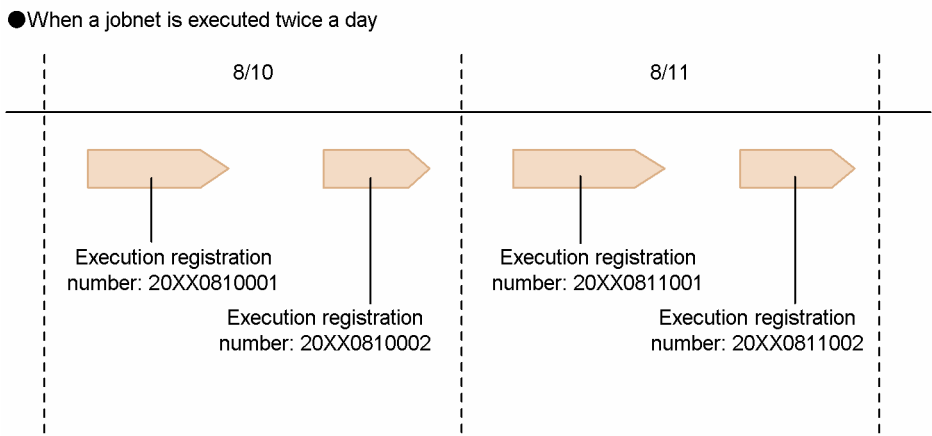 ●When a jobnet is executed twice a day
8/10
8/11
Execution registration
number: 20XX0810001
Execution registration
number: 20XX0810002
Execution registration
number: 20XX0811001
Execution registration
number: 20XX0811002